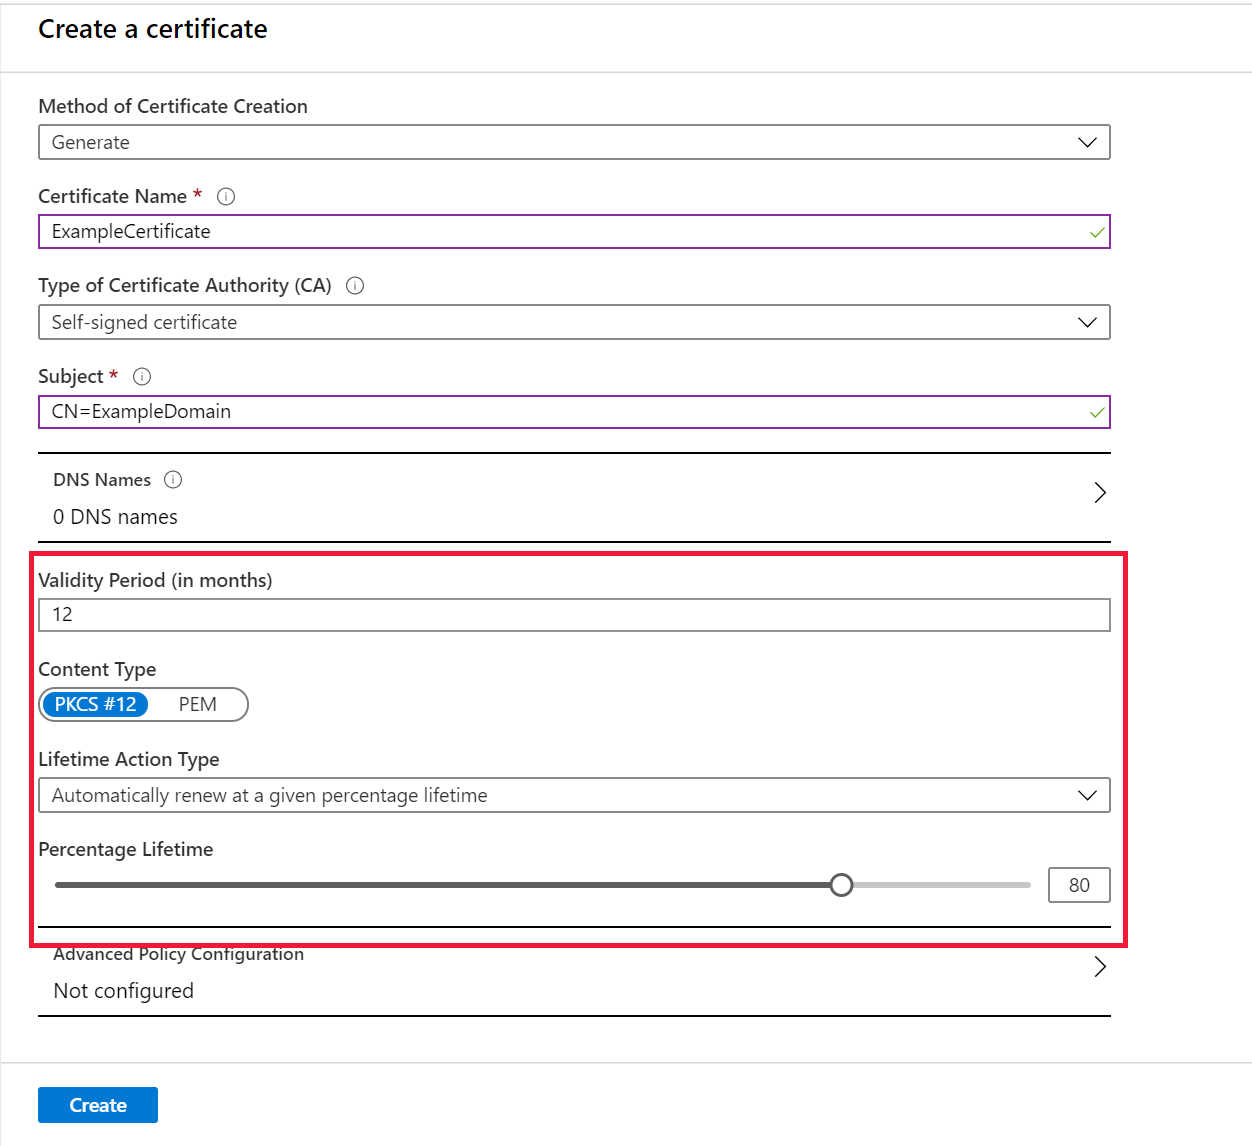 Create a certificate
Method of Certificate Creation
Generate
Certificate Name *
ExampleCertificate
Type of Certificate Authority (CA)
Self-signed certificate
Subject *
CN=ExampleDomain
DNS Names
0 DNS names
Validity Period (in months)
12
Content Type
PKCS #12 PEM
Lifetime Action Type
Automatically renew at a given percentage lifetime
Percentage Lifetime
80
Advanced Policy Configuration
Not configured
Create